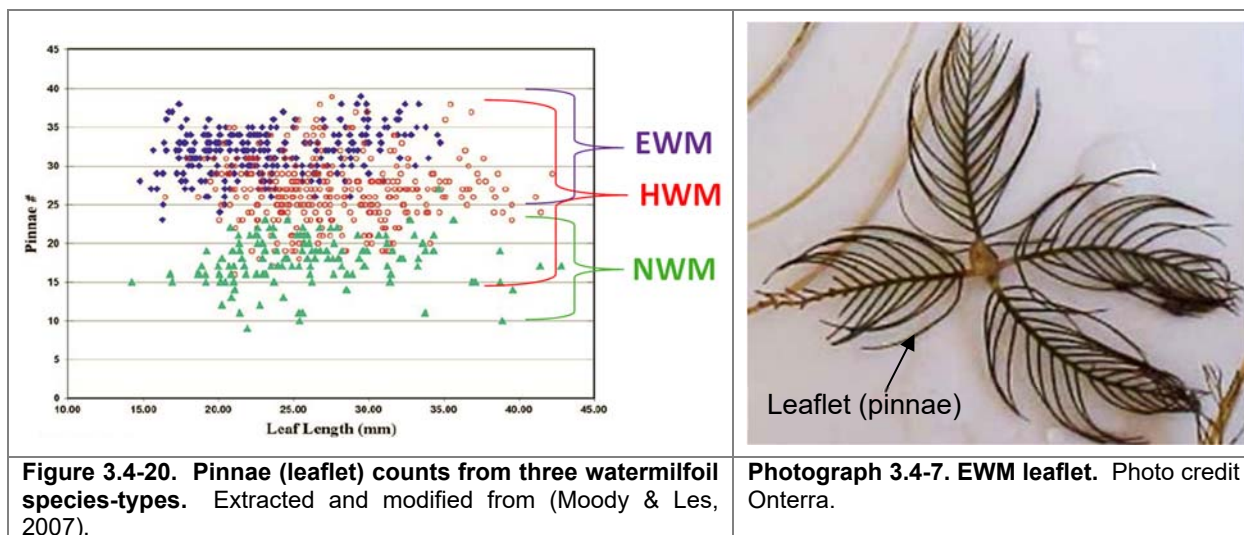 45
40
35
30
25
20
15
10
5
0
Pinnae #
10.00 15.00 20.00 25.00 30.00 35.00 40.00 45.00
Leaf Length (mm)
EWM
HWM
NWM
Leaflet (pinnae)
Figure 3.4-20. Pinnae (leaflet) counts from three watermilfoil
species-types. Extracted and modified from (Moody & Les,
2007).
Photograph 3.4-7. EWM leaflet. Photo credit
Onterra.